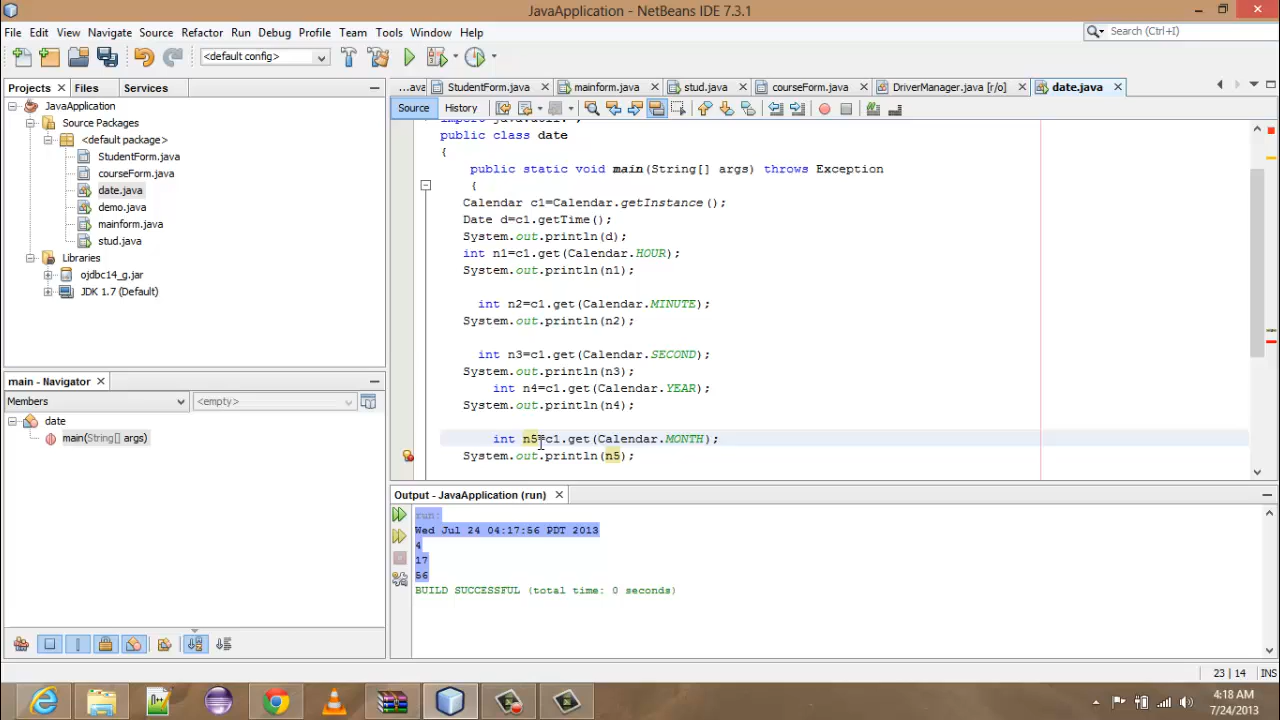 JavaApplication - NetBeans IDE 7.3.1
File Edit View Navigate Source Refactor Run Debug Profile Team Tools Window Help
Search (Ctrl+I)
<default config>
Projects Files Services
...ava StudentForm.java mainform.java stud.java courseForm.java DriverManager.java [r/o] date.java
Source History
JavaApplication
Source Packages
<default package>
StudentForm.java
courseForm.java
date.java
demo.java
mainform.java
stud.java
Libraries
ojdbc14_g.jar
JDK 1.7 (Default)
main - Navigator
Members <empty>
date
main(String[] args)
public class date
{
public static void main(String[] args) throws Exception
{
Calendar c1=Calendar.getInstance();
Date d=c1.getTime();
System.out.println(d);
int n1=c1.get(Calendar.HOUR);
System.out.println(n1);
int n2=c1.get(Calendar.MINUTE);
System.out.println(n2);
int n3=c1.get(Calendar.SECOND);
System.out.println(n3);
int n4=c1.get(Calendar.YEAR);
System.out.println(n4);
int n5=c1.get(Calendar.MONTH);
System.out.println(n5);
Output - JavaApplication (run)
run:
Wed Jul 24 04:17:56 PDT 2013
4
17
56
BUILD SUCCESSFUL (total time: 0 seconds)
23 | 14
4:18 AM
7/24/2013